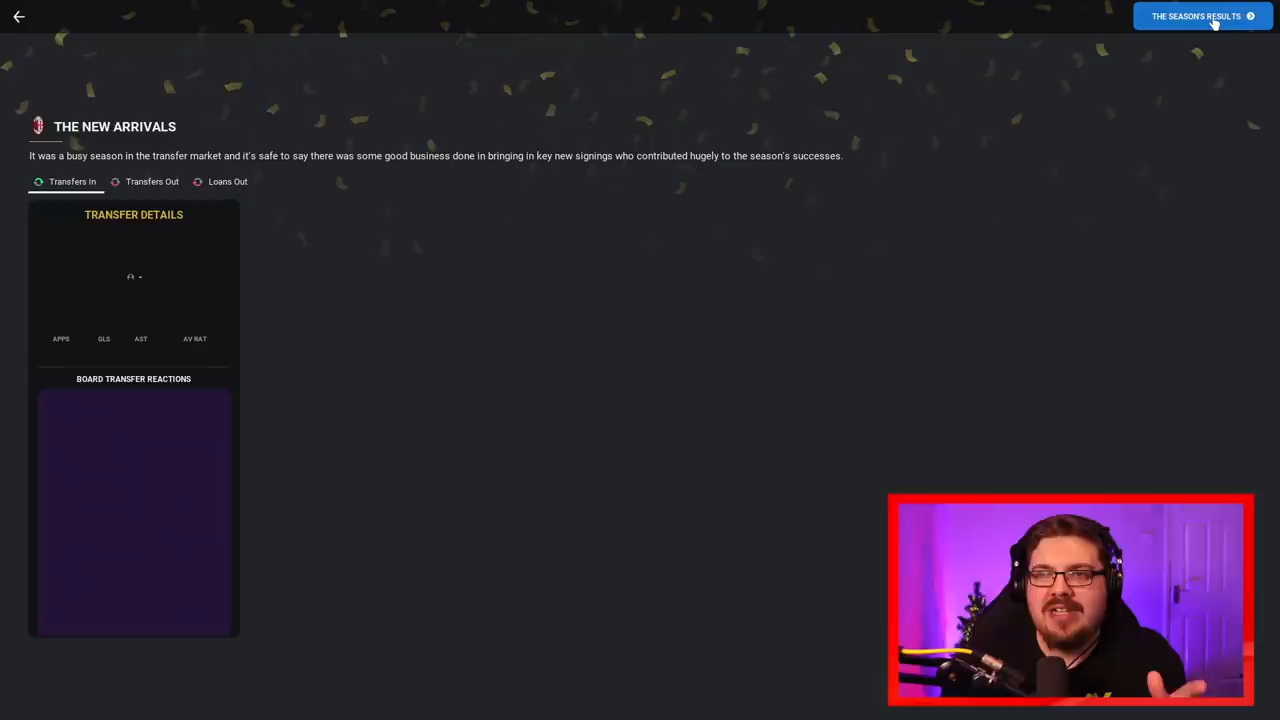 THE SEASON'S RESULTS
THE NEW ARRIVALS
It was a busy season in the transfer market and it's safe to say there was some good business done in bringing in key new signings who contributed hugely to the season's successes.
Transfers In
Transfers Out
Loans Out
TRANSFER DETAILS
-
APPS
GLS
AST
AV RAT
BOARD TRANSFER REACTIONS